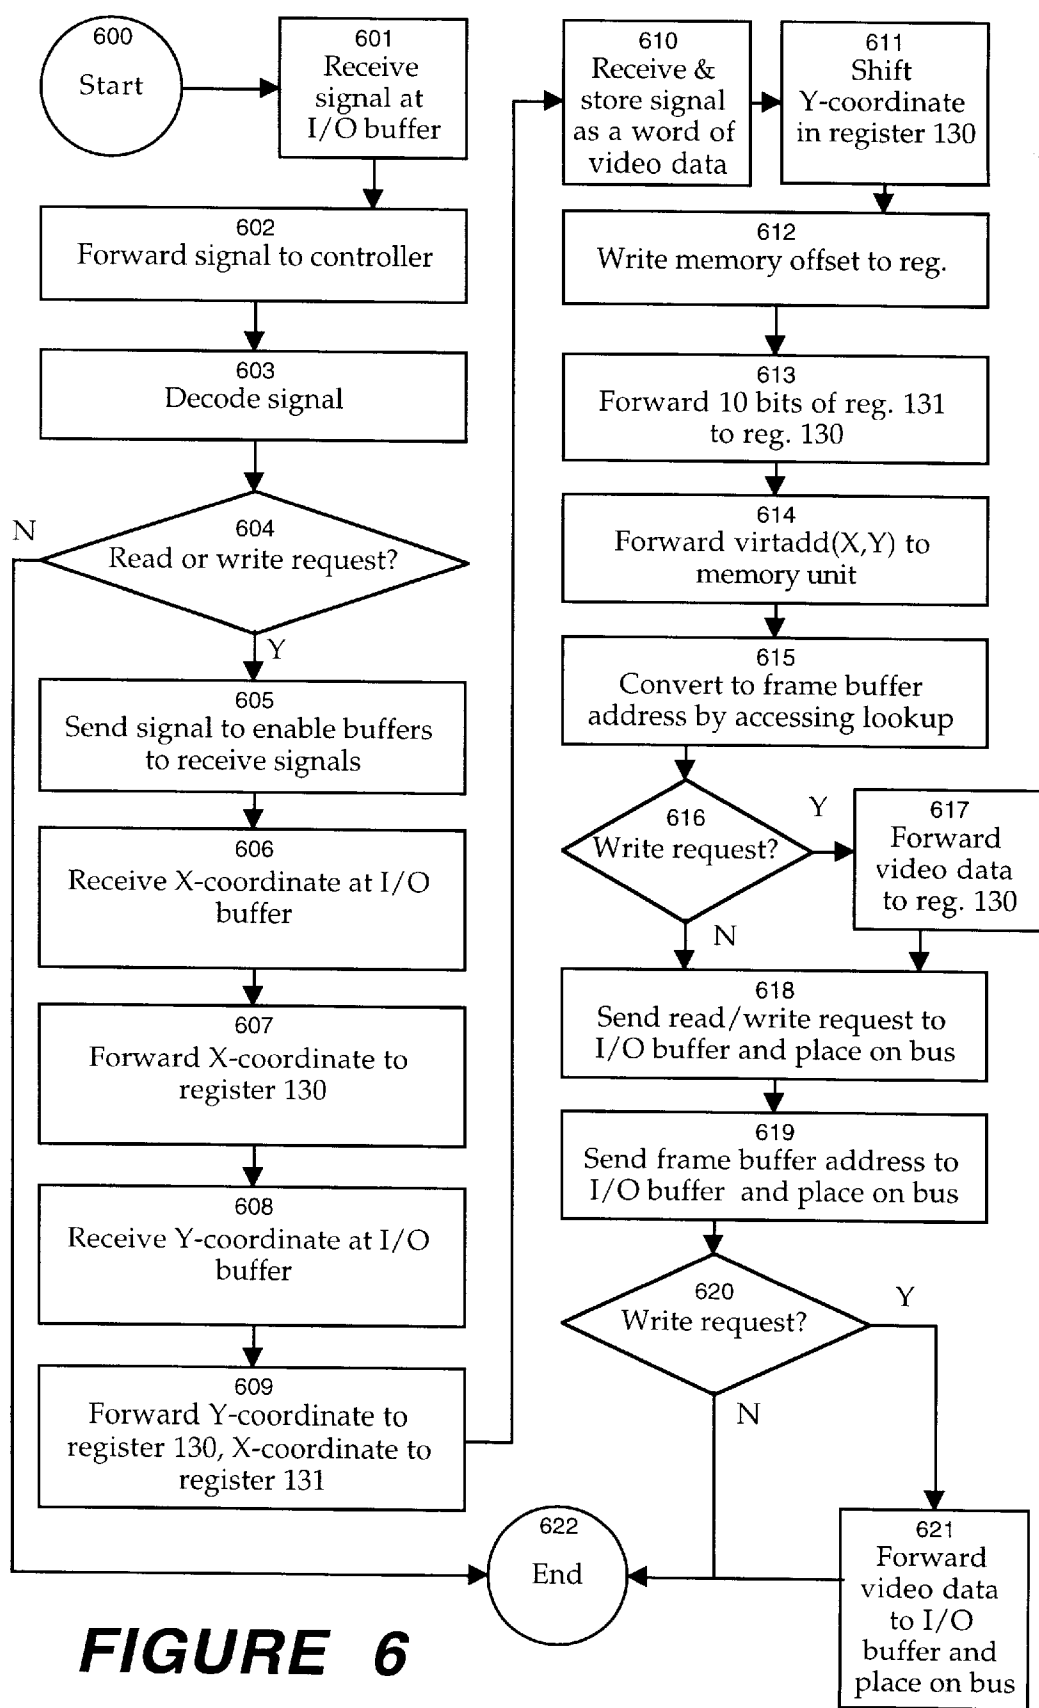 600
Start
601
Receive
signal at
I/O buffer
602
Forward signal to controller
603
Decode signal
604
Read or write request?
N
Y
605
Send signal to enable buffers
to receive signals
606
Receive X-coordinate at I/O
buffer
607
Forward X-coordinate to
register 130
608
Receive Y-coordinate at I/O
buffer
609
Forward Y-coordinate to
register 130, X-coordinate to
register 131
610
Receive &
store signal
as a word of
video data
611
Shift
Y-coordinate
in register 130
612
Write memory offset to reg.
613
Forward 10 bits of reg. 131
to reg. 130
614
Forward virtadd(X,Y) to
memory unit
615
Convert to frame buffer
address by accessing lookup
616
Write request?
Y
N
617
Forward
video data
to reg. 130
618
Send read/write request to
I/O buffer and place on bus
619
Send frame buffer address to
I/O buffer and place on bus
620
Write request?
Y
N
621
Forward
video data
to I/O
buffer and
place on bus
622
End
FIGURE 6